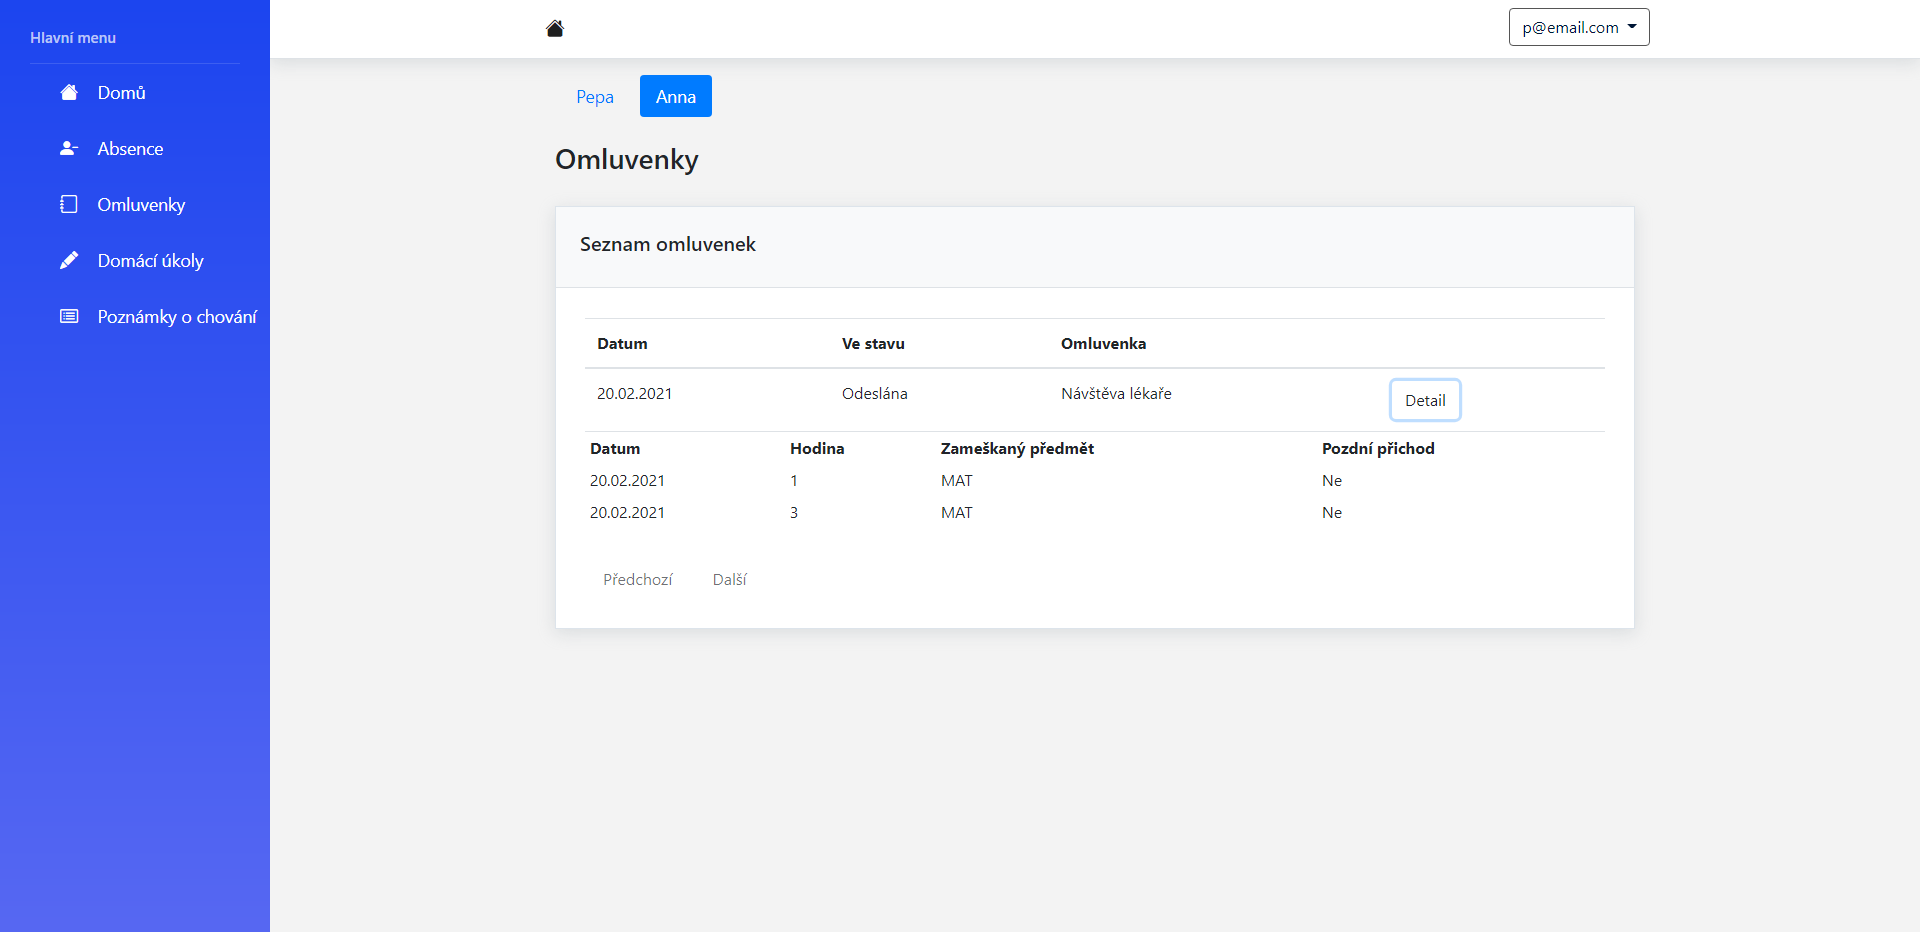 Hlavní menu
Domů
Absence
Omluvenky
Domácí úkoly
Poznámky o chování
p@email.com
Pepa Anna
Omluvenky
Seznam omluvenek
Datum Ve stavu Omluvenka
20.02.2021 Odeslána Návštěva lékaře Detail
Datum Hodina Zameškaný předmět Pozdní přichod
20.02.2021 1 MAT Ne
20.02.2021 3 MAT Ne
Předchozí Další